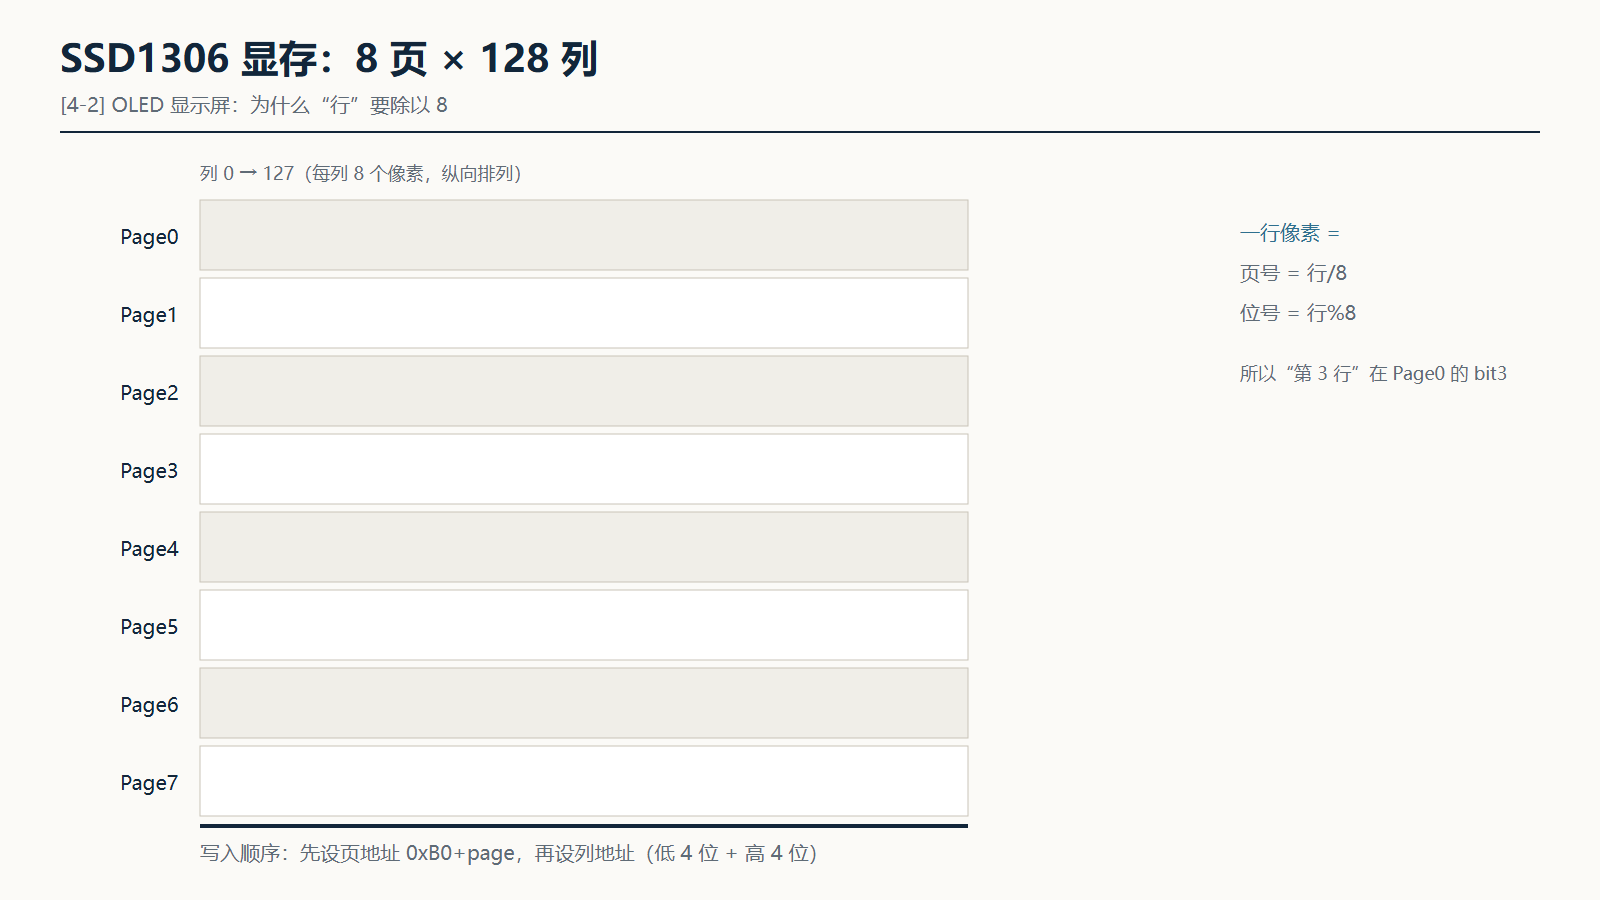 SSD1306 显存：8 页 × 128 列
[4-2] OLED 显示屏：为什么“行”要除以 8
列 0 → 127（每列 8 个像素，纵向排列）
Page0
Page1
Page2
Page3
Page4
Page5
Page6
Page7
一行像素 =
页号 = 行/8
位号 = 行%8
所以“第 3 行”在 Page0 的 bit3
写入顺序：先设页地址 0xB0+page，再设列地址（低 4 位 + 高 4 位）